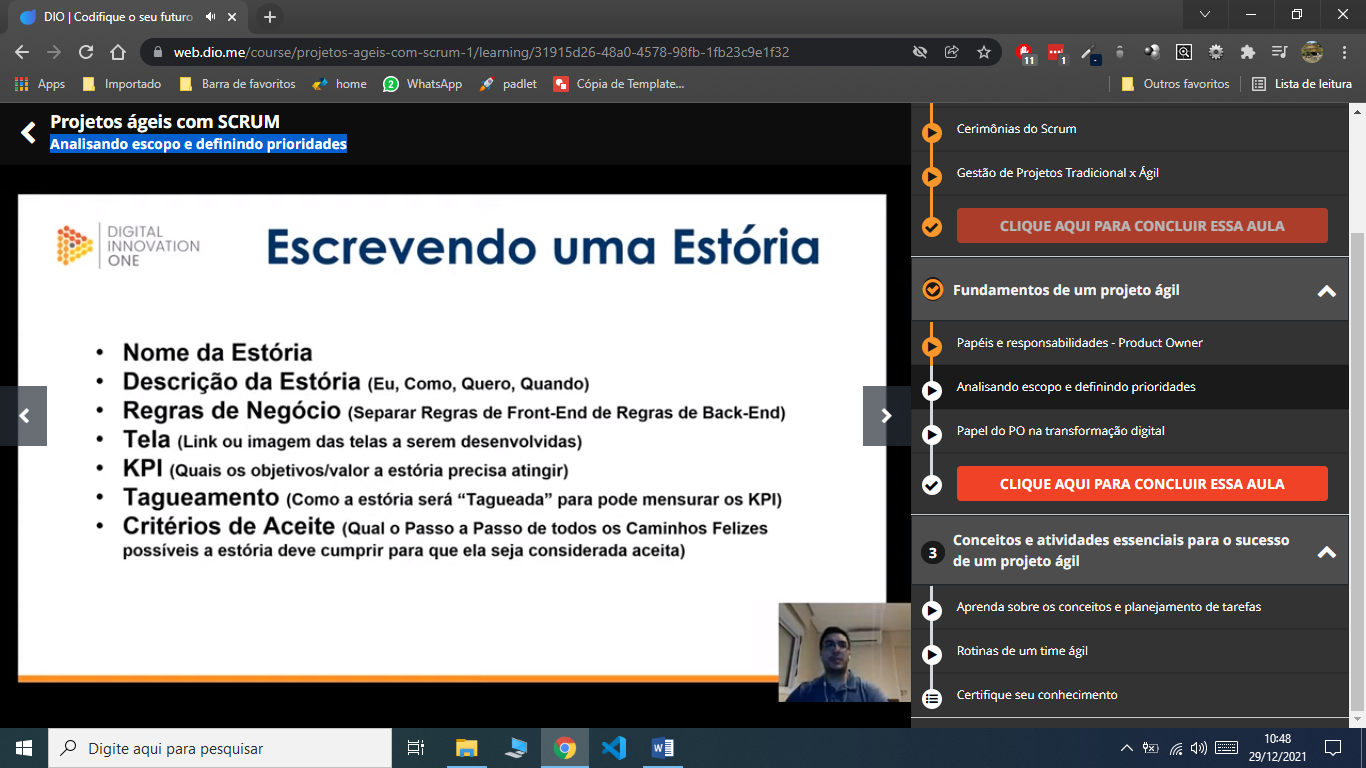 DIO | Codifique o seu futuro
web.dio.me/course/projetos-ageis-com-scrum-1/learning/31915d26-48a0-4578-98fb-1fb23c9e1f32
11
1
-
Apps
Importado
Barra de favoritos
home
2
WhatsApp
padlet
Cópia de Template...
Outros favoritos
Lista de leitura
Projetos ágeis com SCRUM
Analisando escopo e definindo prioridades
DIGITAL
INNOVATION
ONE
Escrevendo uma Estória
• Nome da Estória
• Descrição da Estória (Eu, Como, Quero, Quando)
• Regras de Negócio (Separar Regras de Front-End de Regras de Back-End)
• Tela (Link ou imagem das telas a serem desenvolvidas)
• KPI (Quais os objetivos/valor a estória precisa atingir)
• Tagueamento (Como a estória será “Tagueada” para pode mensurar os KPI)
• Critérios de Aceite (Qual o Passo a Passo de todos os Caminhos Felizes
possíveis a estória deve cumprir para que ela seja considerada aceita)
Cerimônias do Scrum
Gestão de Projetos Tradicional x Ágil
CLIQUE AQUI PARA CONCLUIR ESSA AULA
Fundamentos de um projeto ágil
Papéis e responsabilidades - Product Owner
Analisando escopo e definindo prioridades
Papel do PO na transformação digital
CLIQUE AQUI PARA CONCLUIR ESSA AULA
3
Conceitos e atividades essenciais para o sucesso
de um projeto ágil
Aprenda sobre os conceitos e planejamento de tarefas
Rotinas de um time ágil
Certifique seu conhecimento
Digite aqui para pesquisar
10:48
29/12/2021